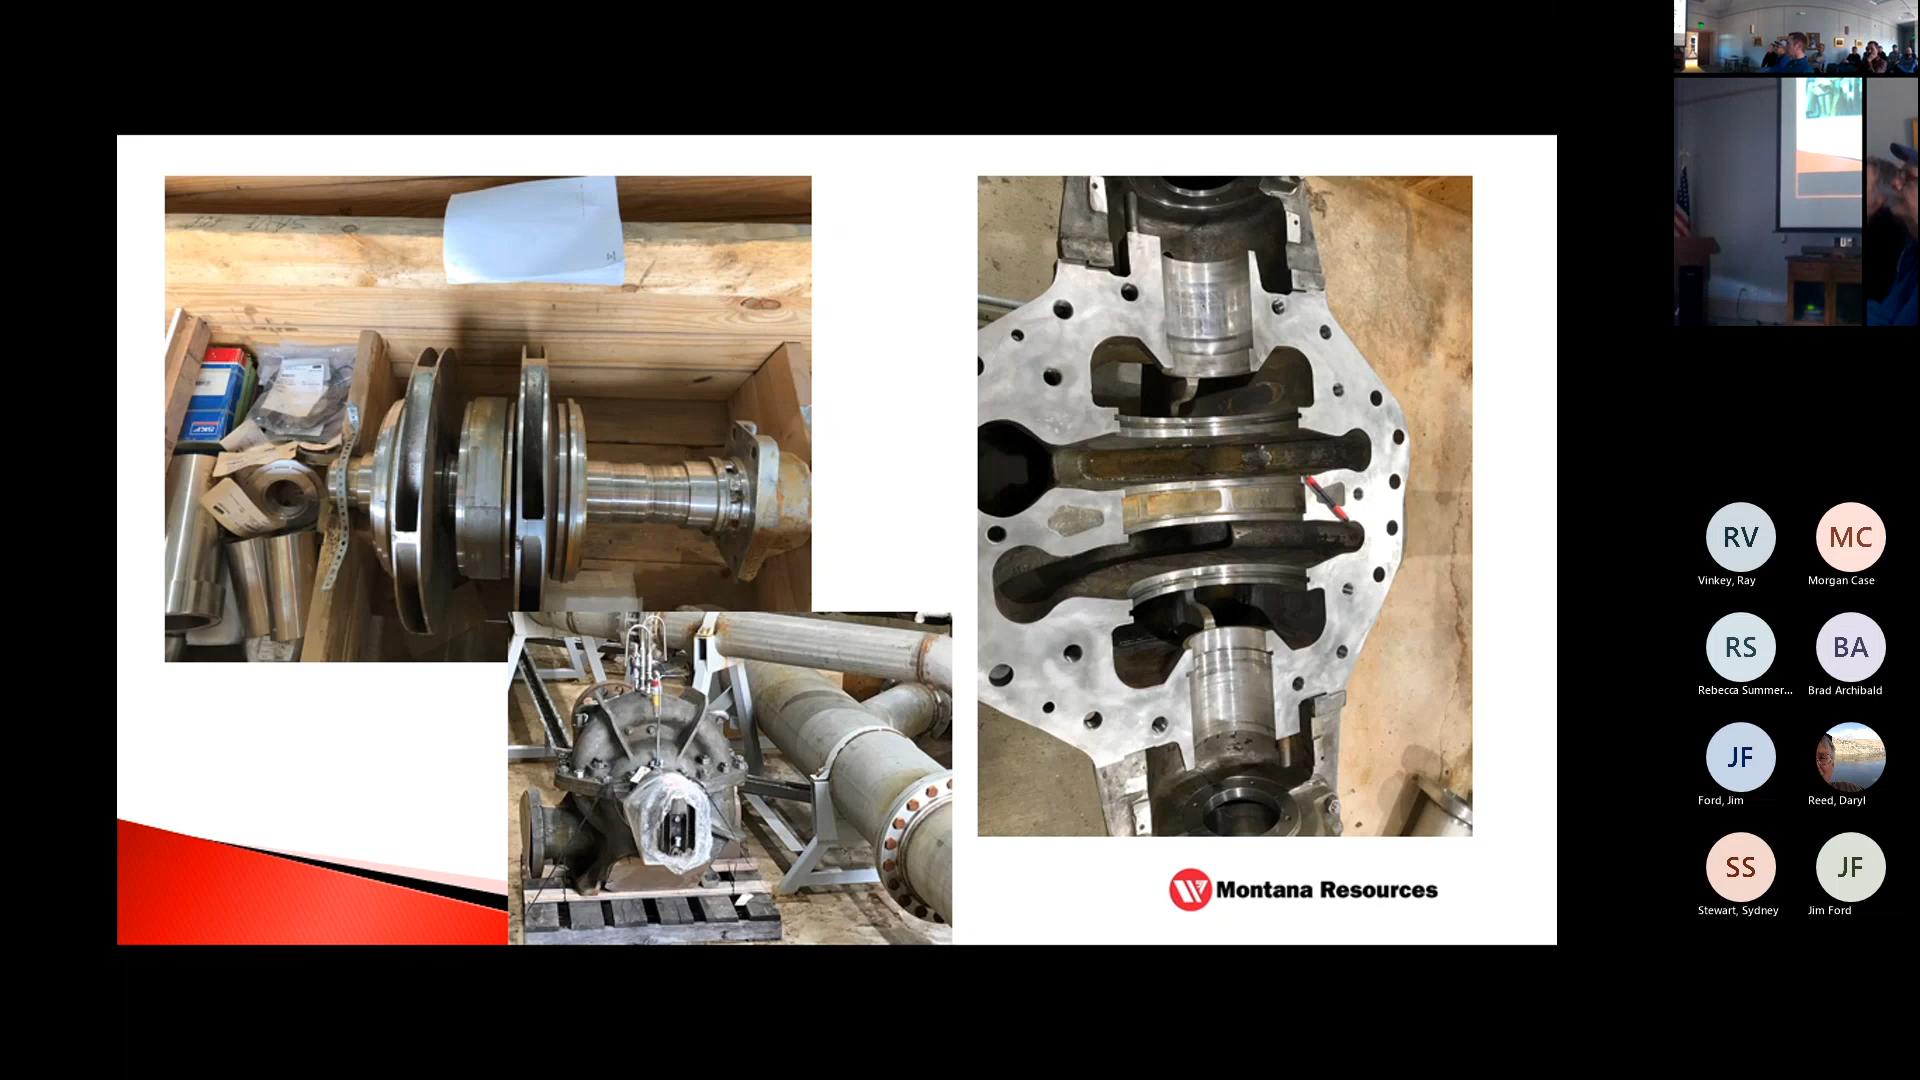 SKF
Montana Resources
RV
Vinkey, Ray
MC
Morgan Case
RS
Rebecca Summer...
BA
Brad Archibald
JF
Ford, Jim
Reed, Daryl
SS
Stewart, Sydney
JF
Jim Ford